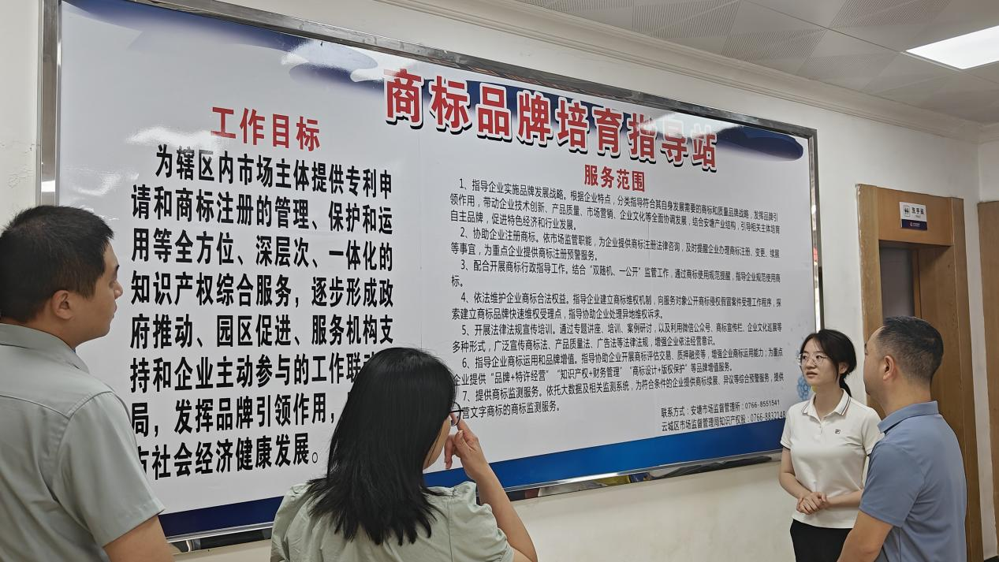 商标品牌培育指导站
工作目标
为辖区内市场主体提供专利申
请和商标注册的管理、保护和运
用等全方位、深层次、一体化的
知识产权综合服务，逐步形成政
府推动、园区促进、服务机构支
持和企业主动参与的工作联动
局，发挥品牌引领作用，
社会经济健康发展。
服务范围
1、指导企业实施品牌发展战略。根据企业特点，分类指导符合其自身发展需要的商标和质量品牌战略，发挥品牌引
领作用，带动企业技术创新、产品质量、市场营销、企业文化等全面协调发展，结合安塘产业结构，引导相关主体培育
自主品牌，促进特色经济和行业发展。
2、协助企业注册商标。依市场监管职能，为企业提供商标注册法律咨询，及时提醒企业办理商标注册、变更、续展
等事宜，为重点企业提供商标注册预警服务。
3、配合开展商标行政指导工作。结合“双随机、一公开”监管工作，通过商标使用规范提醒，指导企业规范使用商
标。
4、依法维护企业商标合法权益。指导企业建立商标维权机制，向服务对象公开商标侵权假冒案件受理工作程序，探
索建立商标品牌快速维权受理点，指导协助企业处理异地维权诉求。
5、开展法律法规宣传培训。通过专题讲座、培训、案例研讨，以及利用微信公众号、商标宣传栏、企业文化巡展等
多种形式，广泛宣传商标法、产品质量法、广告法等法律法规，增强企业依法经营意识。
6、指导企业商标运用和品牌增值。指导协助企业开展商标评估交易、质押融资等，增强企业商标运用能力；为重点
企业提供“品牌+特许经营”“知识产权+财务管理”“商标设计+版权保护”等品牌增值服务。
7、提供商标监测服务。依托大数据及相关监测系统，为符合条件的企业提供商标续展、异议等综合预警服务，提供
营文字商标的商标监测服务。
联系方式：安塘市场监督管理所：0766-8551541
云城区市场监督管理局知识产权股：0766-8832148
洗手间